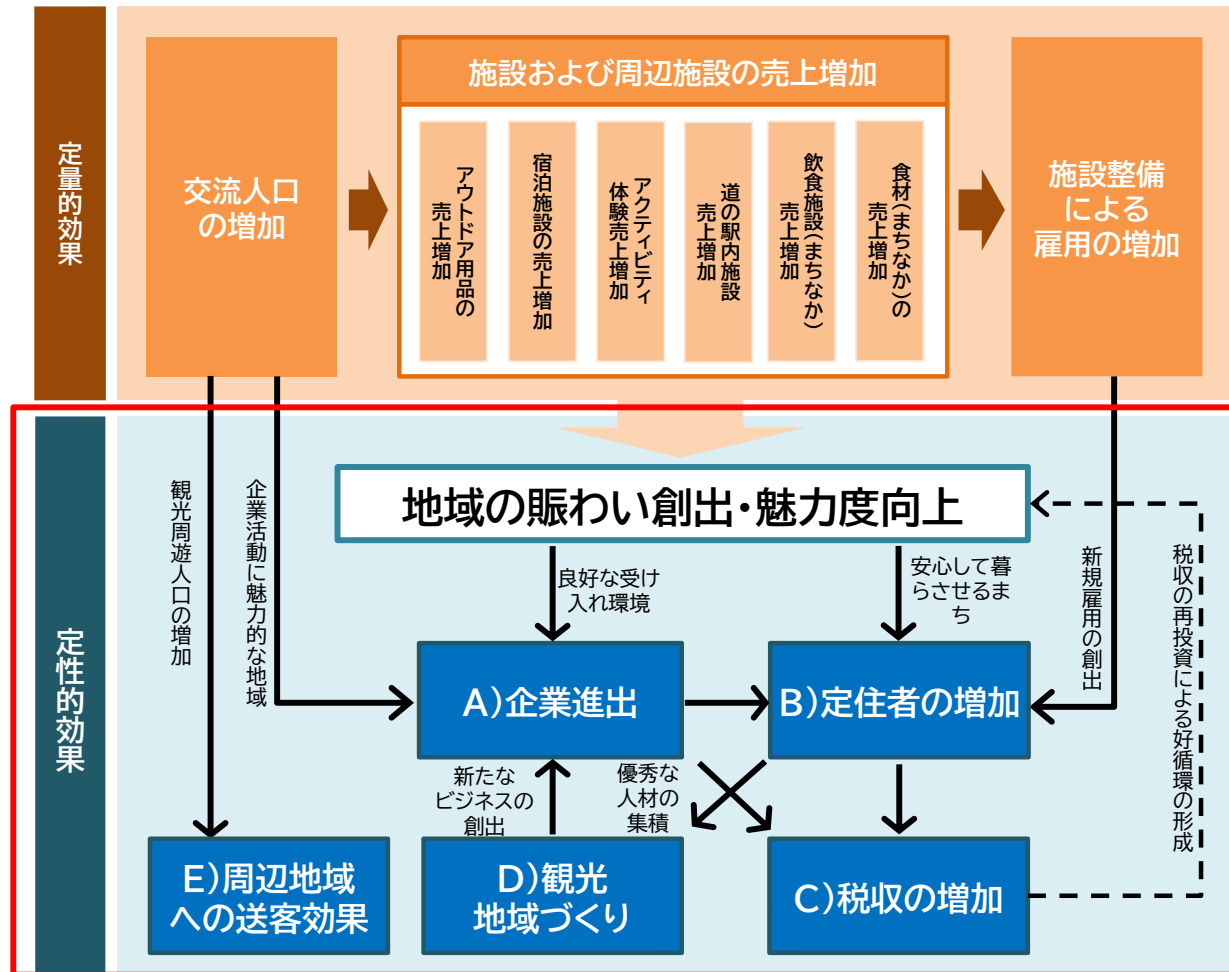 定量的効果
交流人口
の増加
施設および周辺施設の売上増加
アウトドア用品の
売上増加
宿泊施設の売上増加
アクティビティ
体験売上増加
道の駅内施設
売上増加
飲食施設(まちなか)
売上増加
食材(まちなか)の
売上増加
施設整備
による
雇用の増加
定性的効果
観光周遊人口の増加
企業活動に魅力的な地域
地域の賑わい創出・魅力度向上
良好な受け
入れ環境
安心して暮
らさせるま
ち
新規雇用の創出
税収の再投資による好循環の形成
A)企業進出
B)定住者の増加
新たな
ビジネスの
創出
優秀な
人材の
集積
E)周辺地域
への送客効果
D)観光
地域づくり
C)税収の増加